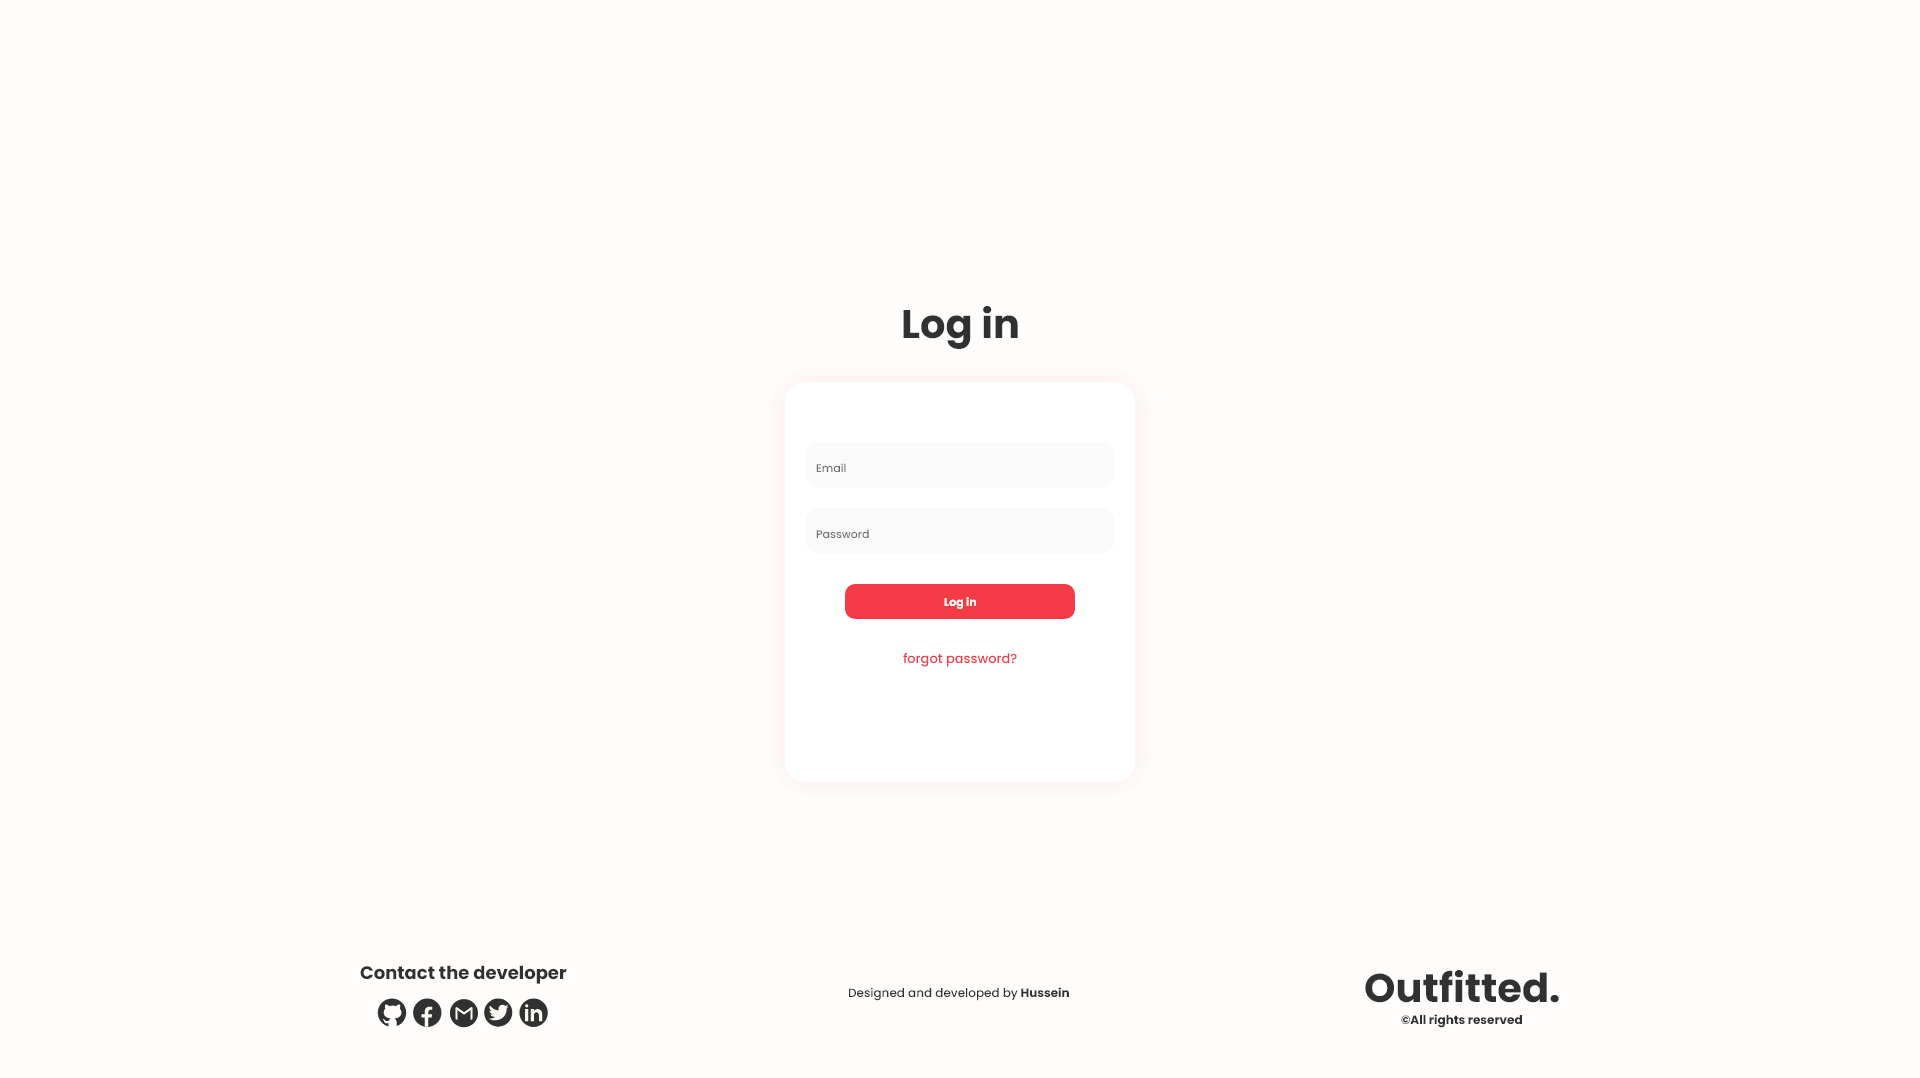 Log in
Email
Password
Log in
forgot password?
Contact the developer
Designed and developed by Hussein
Outfitted.
©All rights reserved